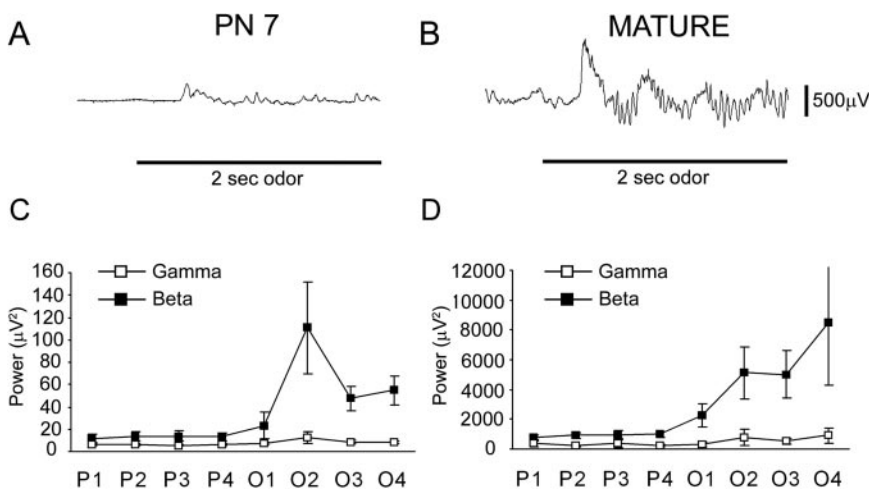 A PN 7
B MATURE
500μV
2 sec odor
2 sec odor
C
Power (μV²)
160
140
120
100
80
60
40
20
0
Gamma
Beta
P1 P2 P3 P4 O1 O2 O3 O4
D
Power (μV²)
12000
10000
8000
6000
4000
2000
0
Gamma
Beta
P1 P2 P3 P4 O1 O2 O3 O4